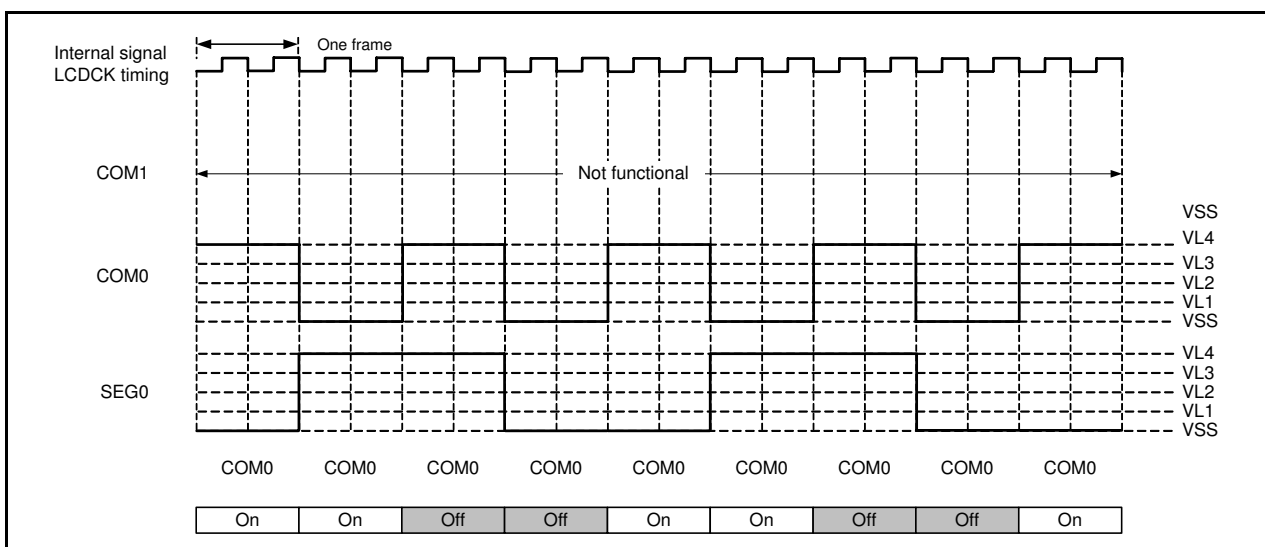 Internal signal
LCDCK timing
One frame
COM1
Not functional
VSS
COM0
VL4
VL3
VL2
VL1
VSS
SEG0
VL4
VL3
VL2
VL1
VSS
COM0 COM0 COM0 COM0 COM0 COM0 COM0 COM0 COM0
On On Off Off On On Off Off On